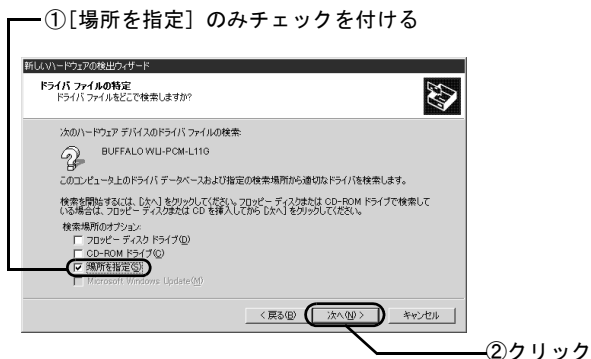 ①[場所を指定] のみチェックを付ける
新しいハードウェアの検出ウィザード
ドライバ ファイルの特定
ドライバ ファイルをどこで検索しますか?
次のハードウェア デバイスのドライバ ファイルの検索:
BUFFALO WLI-PCM-L11G
このコンピュータ上のドライバ データベースおよび指定の検索場所から適切なドライバを検索します。
検索を開始するには、[次へ] をクリックしてください。フロッピー ディスクまたは CD-ROM ドライブで検索して
いる場合は、フロッピー ディスクまたは CD を挿入してから [次へ] をクリックしてください。
検索場所のオプション:
フロッピー ディスク ドライブ(D)
CD-ROM ドライブ(C)
場所を指定(S)
Microsoft Windows Update(M)
< 戻る(B) 次へ(N) > キャンセル
②クリック